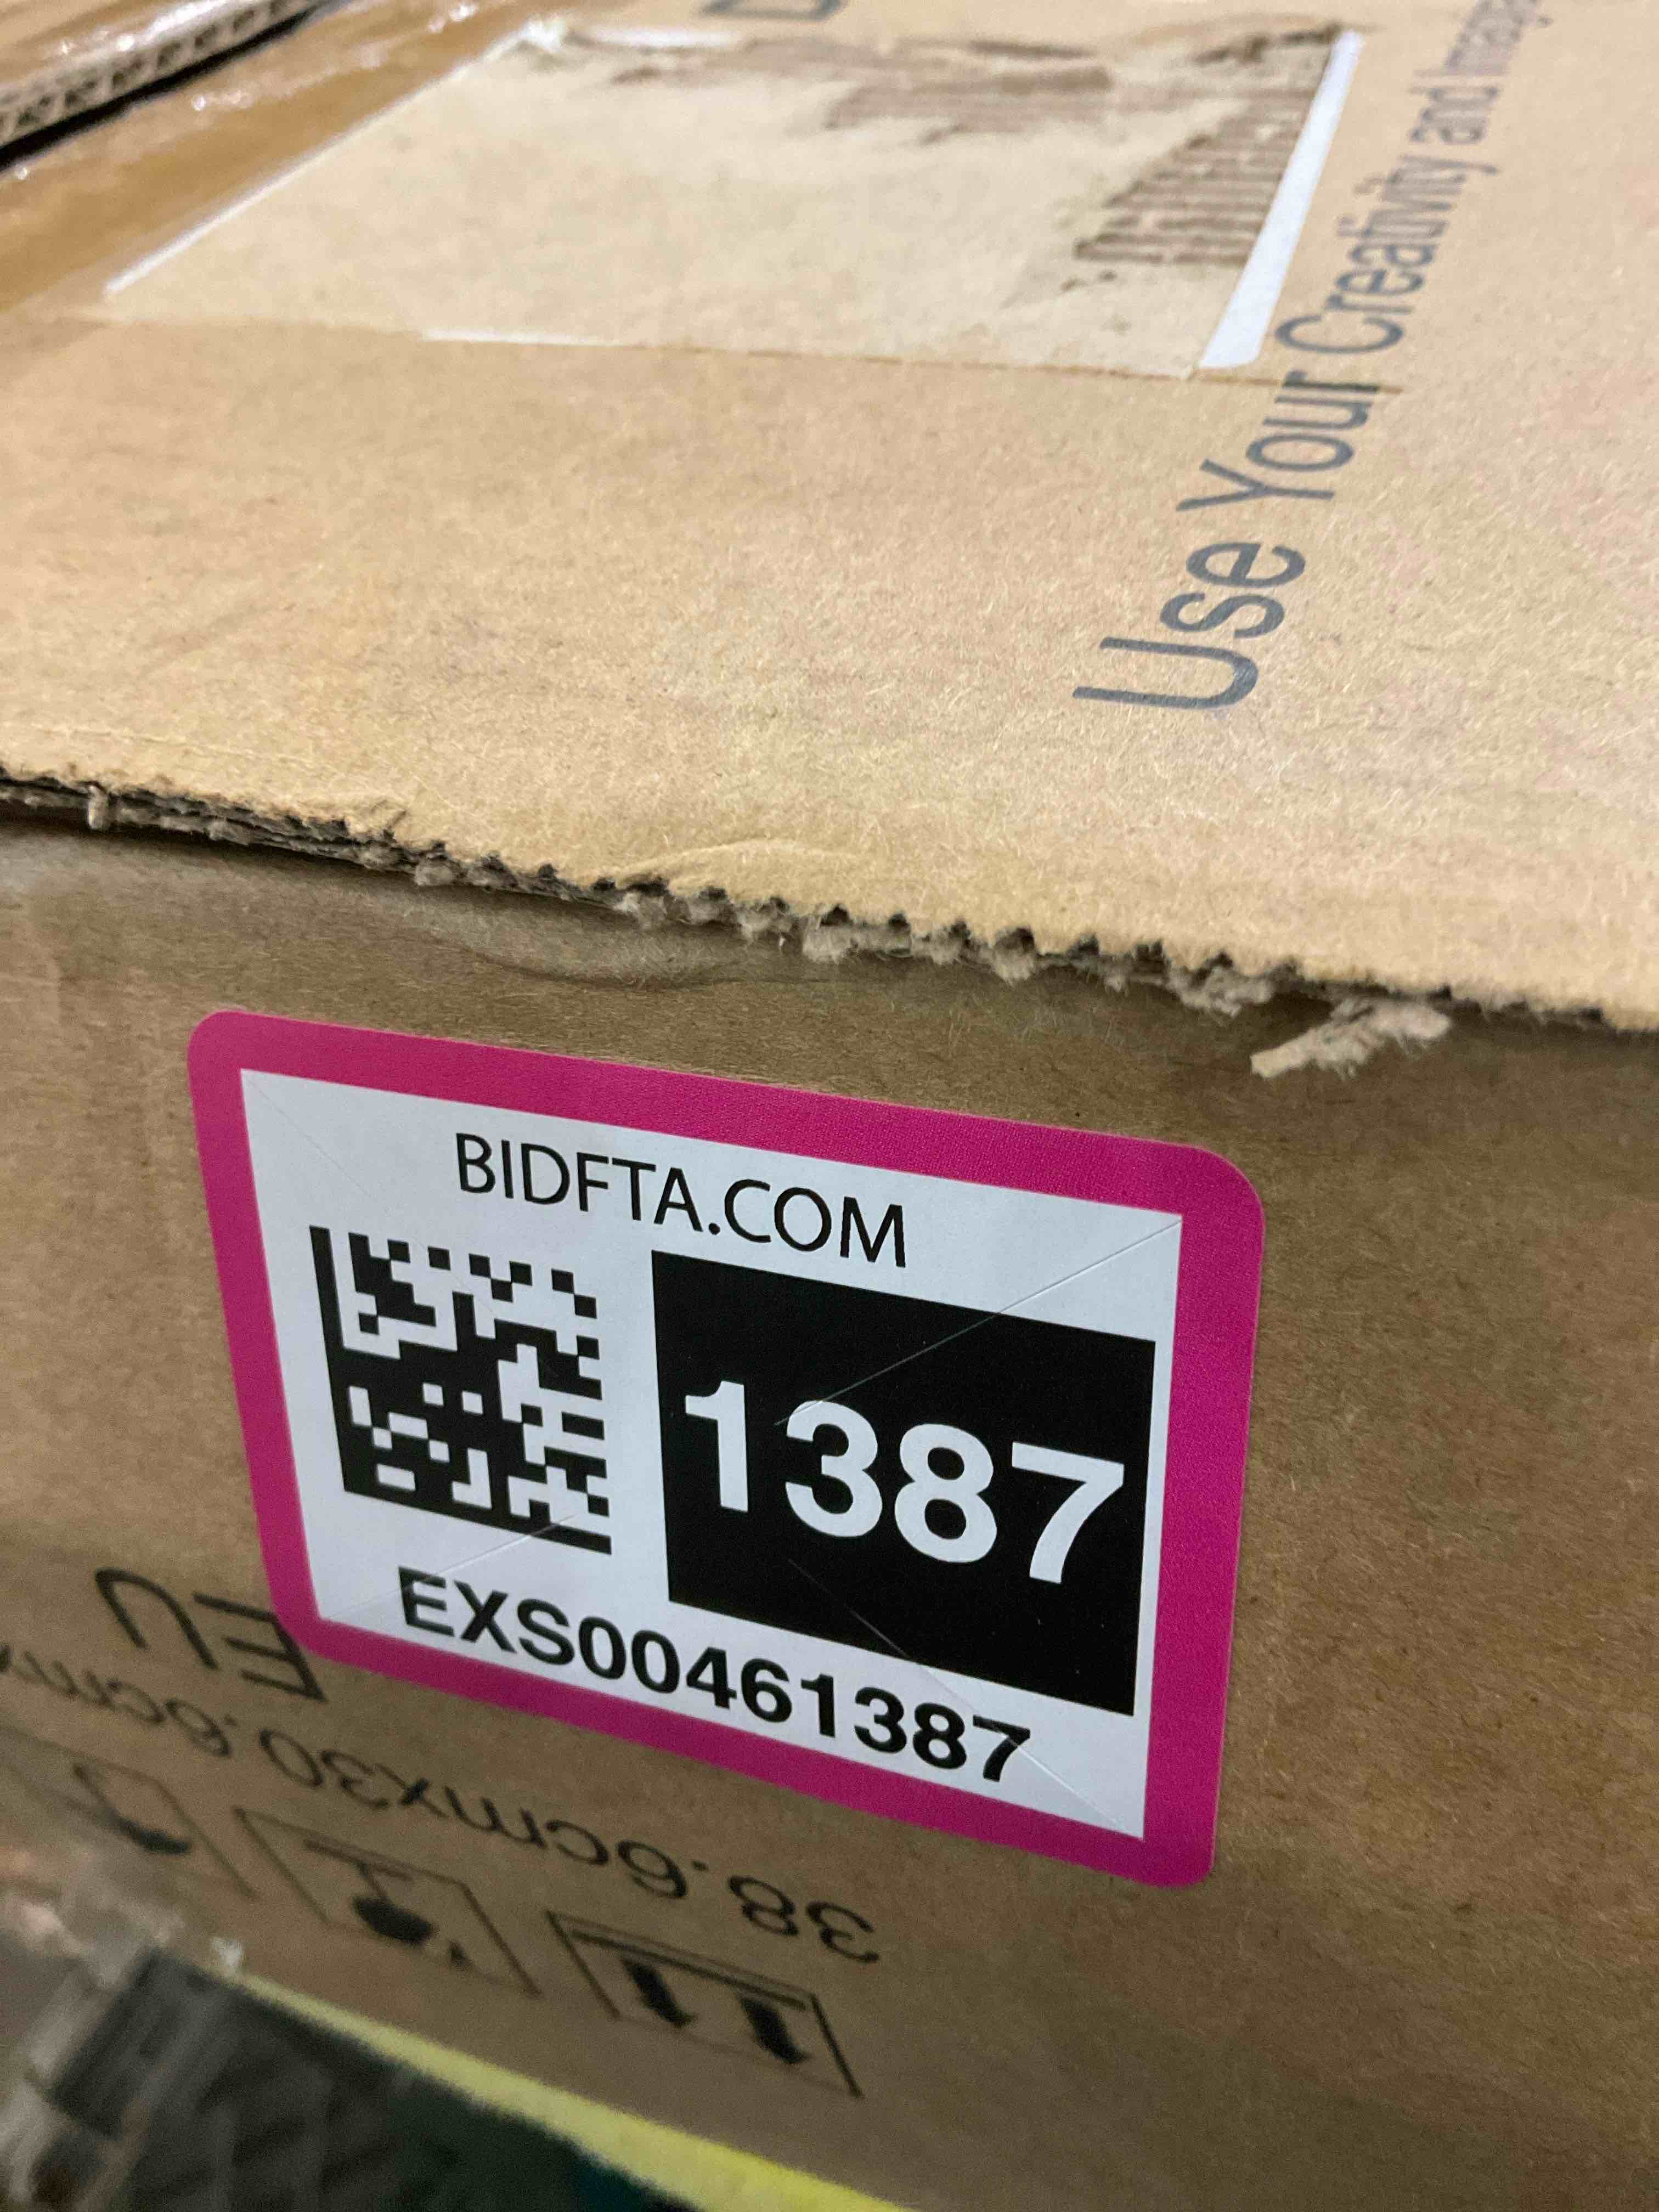 Use Your Creativity and
BIDFTA.COM
1387
EXS00461387
EU
38.6cmx30.6cm